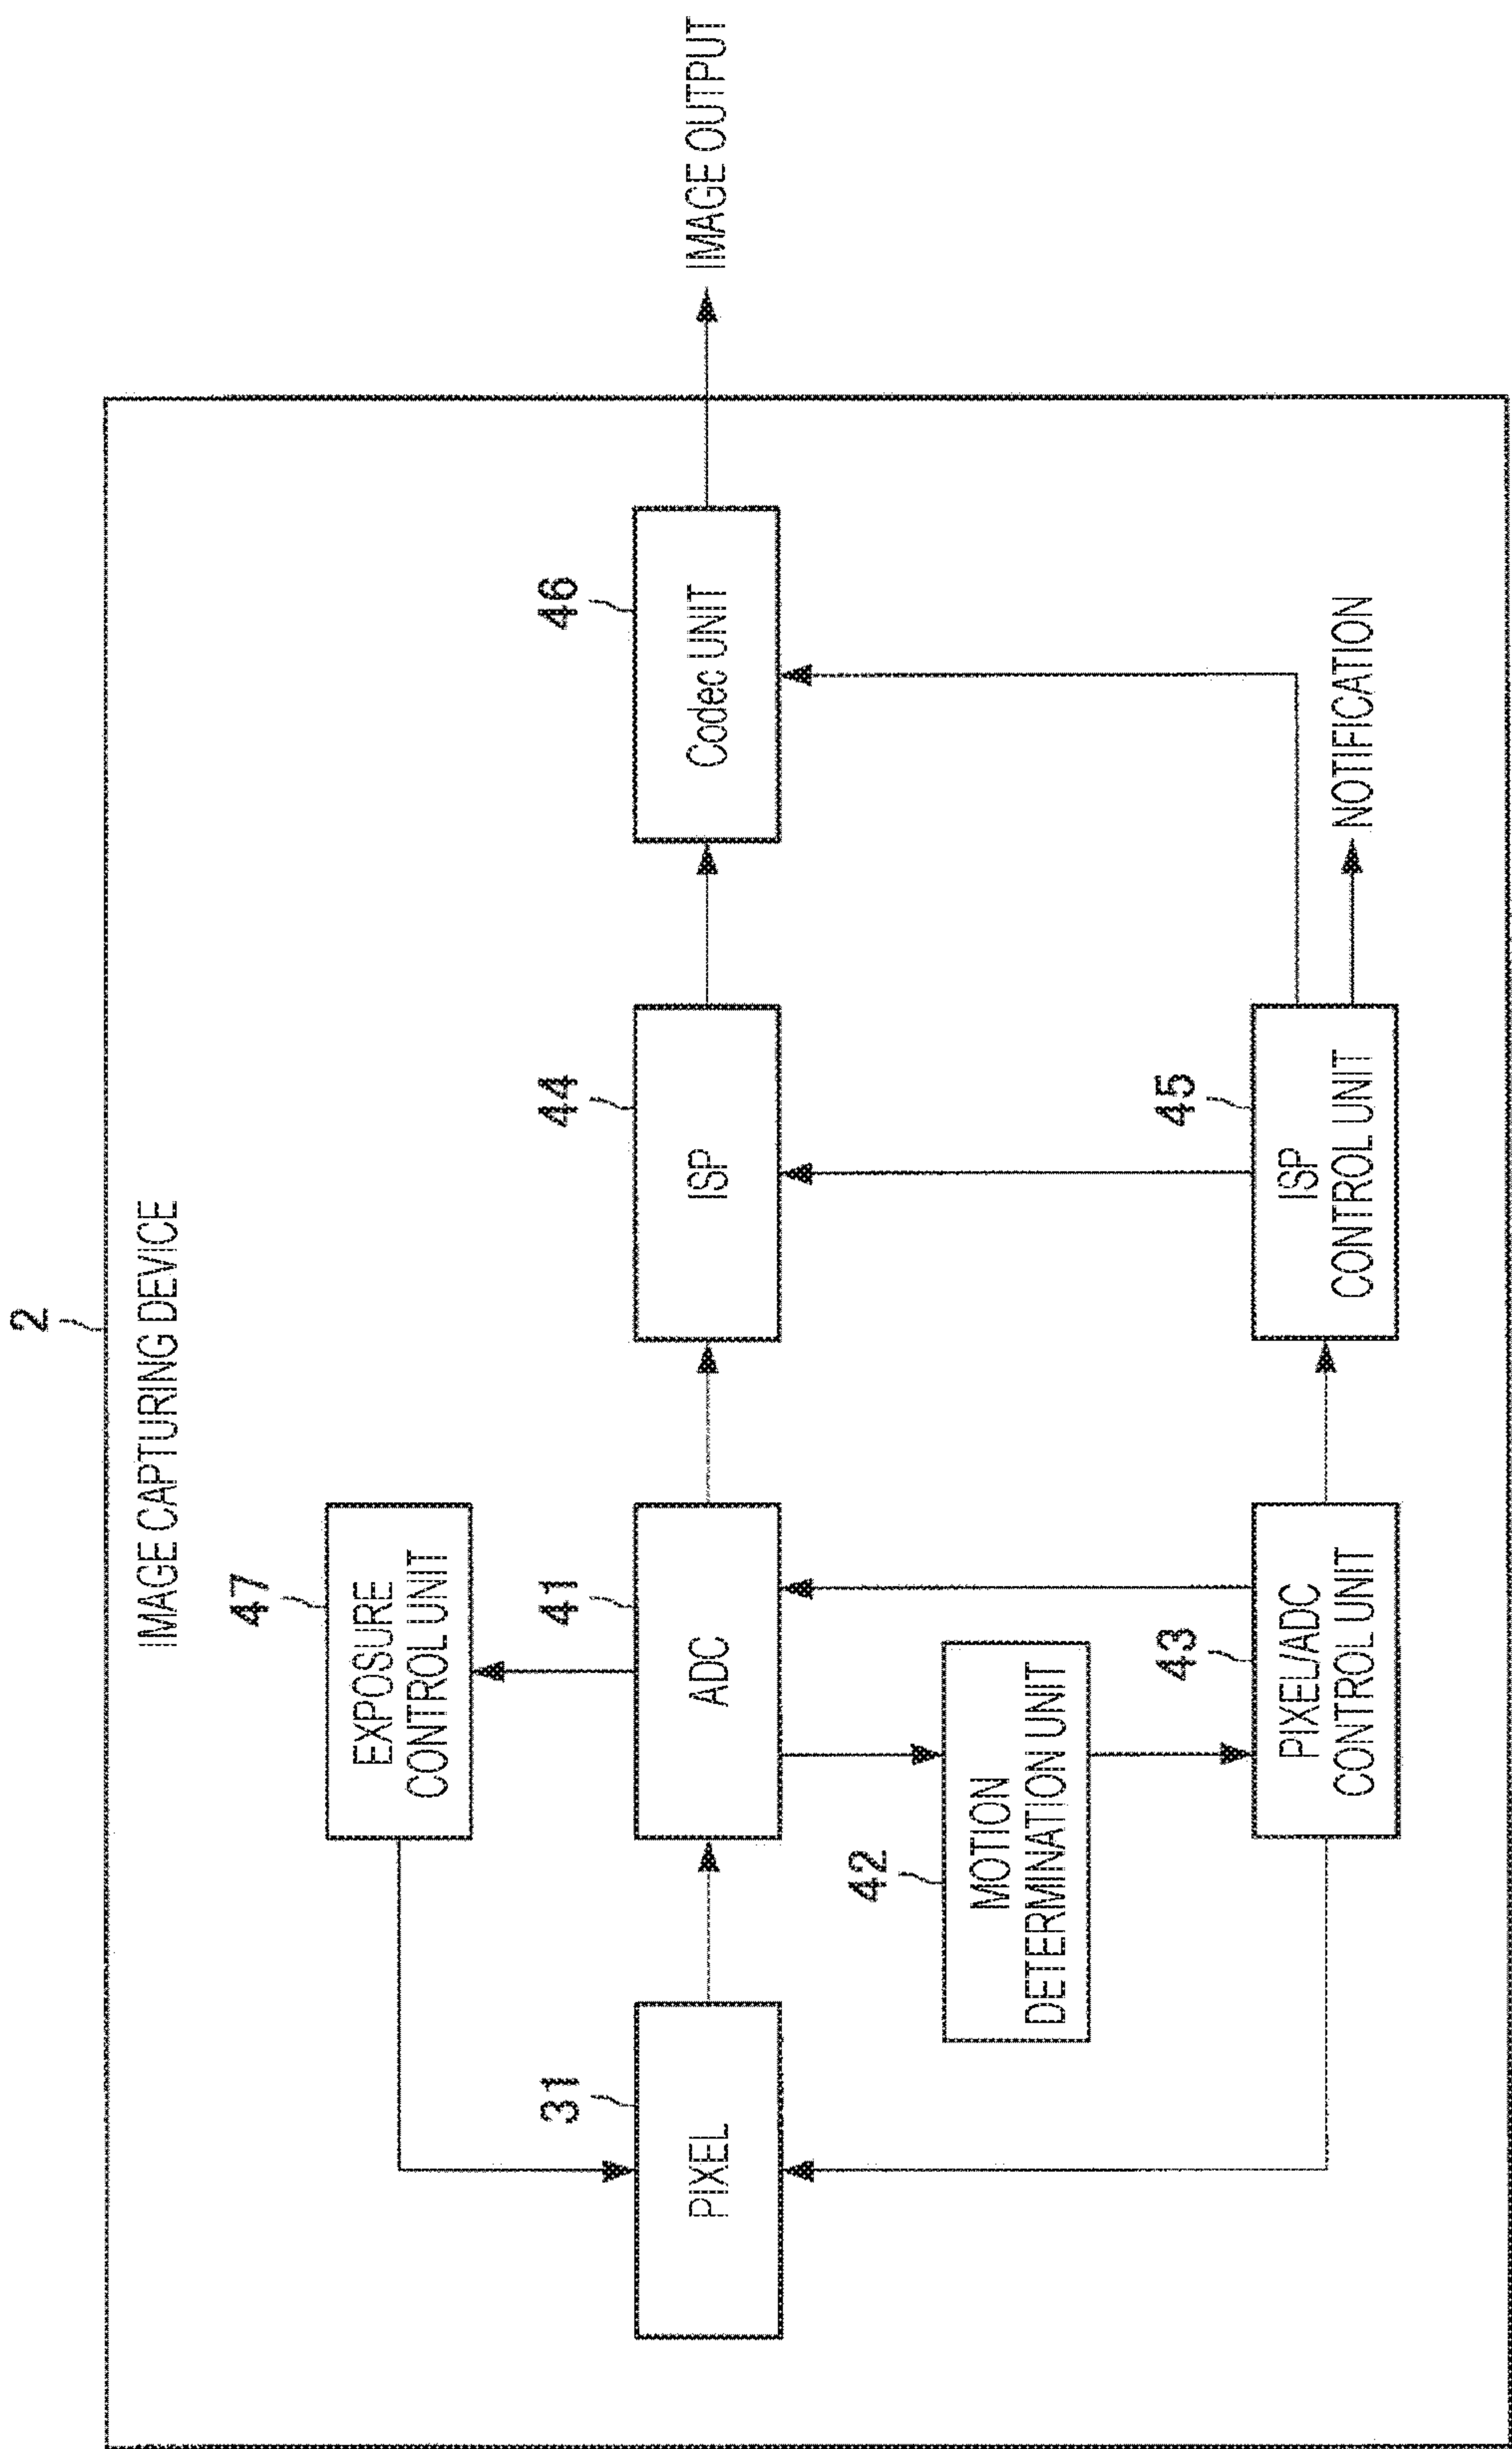 2
IMAGE CAPTURING DEVICE
47
EXPOSURE
CONTROL UNIT
31
PIXEL
41
ADC
44
ISP
46
Codec UNIT
IMAGE OUTPUT
42
MOTION
DETERMINATION UNIT
43
PIXEL/ADC
CONTROL UNIT
45
ISP
CONTROL UNIT
NOTIFICATION